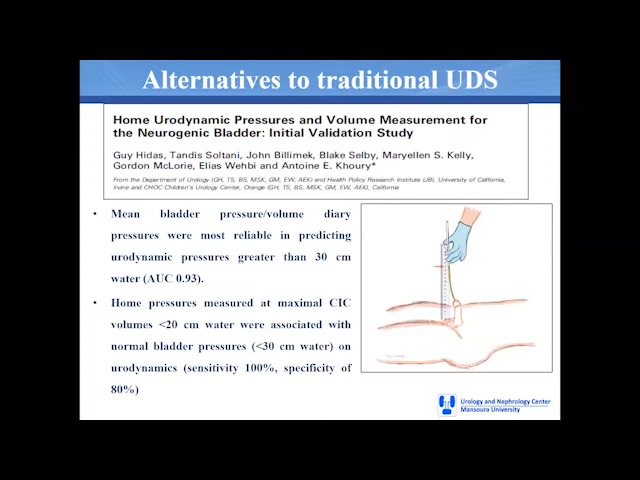 Alternatives to traditional UDS
Home Urodynamic Pressures and Volume Measurement for
the Neurogenic Bladder: Initial Validation Study
Guy Hidas, Tandis Soltani, John Billimek, Blake Selby, Maryellen S. Kelly,
Gordon McLorie, Elias Wehbi and Antoine E. Khoury*
From the Department of Urology (GH, TS, BS, MSK, GM, EW, AEK) and Health Policy Research Institute (JB), University of California,
Irvine and CHOC Children's Urology Center, Orange (GH, TS, BS, MSK, GM, EW, AEK), California
• Mean bladder pressure/volume diary
pressures were most reliable in predicting
urodynamic pressures greater than 30 cm
water (AUC 0.93).
• Home pressures measured at maximal CIC
volumes <20 cm water were associated with
normal bladder pressures (<30 cm water) on
urodynamics (sensitivity 100%, specificity of
80%)
Urology and Nephrology Center
Mansoura University